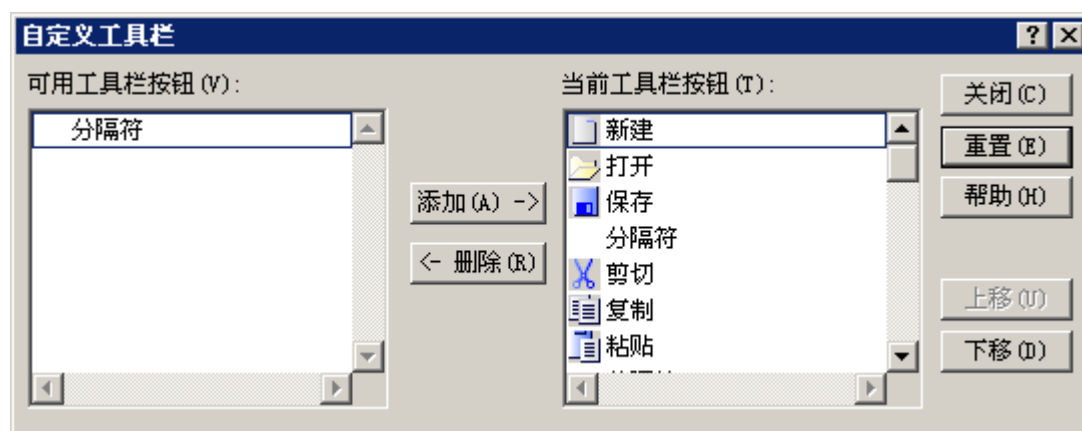 自定义工具栏
可用工具栏按钮(V):
分隔符
添加(A) ->
<- 删除(R)
当前工具栏按钮(T):
新建
打开
保存
分隔符
剪切
复制
粘贴
关闭(C)
重置(E)
帮助(H)
上移(U)
下移(D)